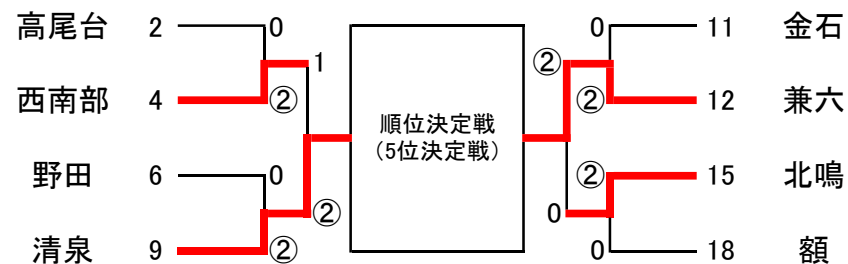 高尾台 2 0 0 11 金石
1 ②
西南部 4 ② ② 12 兼六
順位決定戦
(5位決定戦)
野田 6 0 ② 15 北鳴
② 0
清泉 9 ② 0 18 額